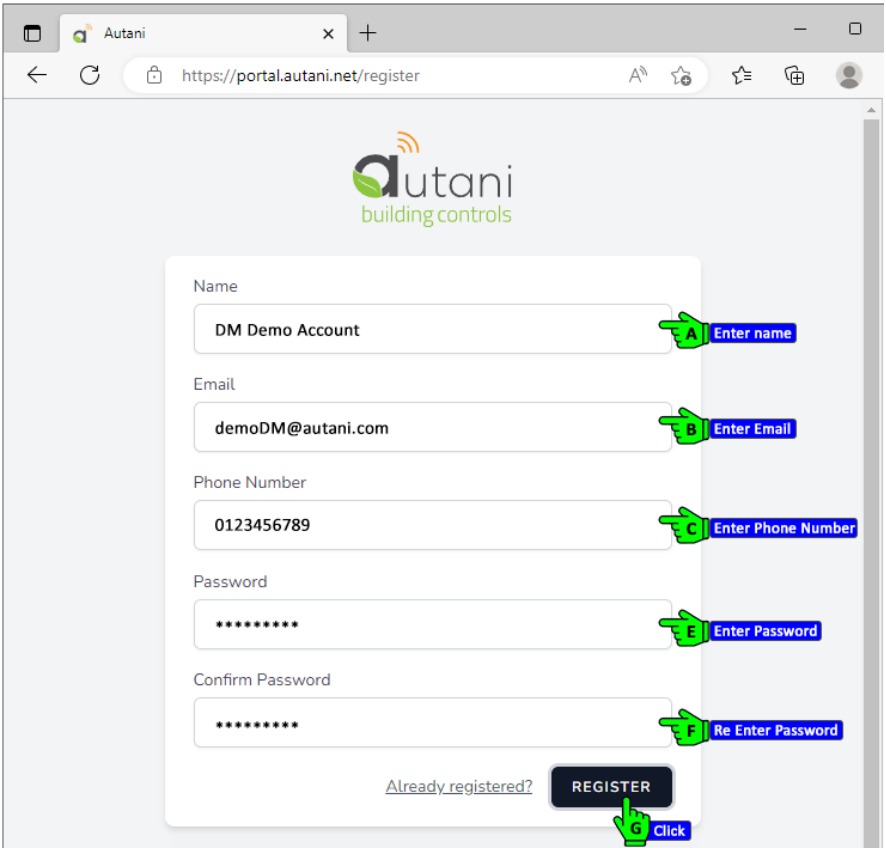 Autani
https://portal.autani.net/register
autani
building controls
Name
DM Demo Account
A Enter name
Email
demoDM@autani.com
B Enter Email
Phone Number
0123456789
C Enter Phone Number
Password
*********
E Enter Password
Confirm Password
*********
F Re Enter Password
Already registered? REGISTER
G Click